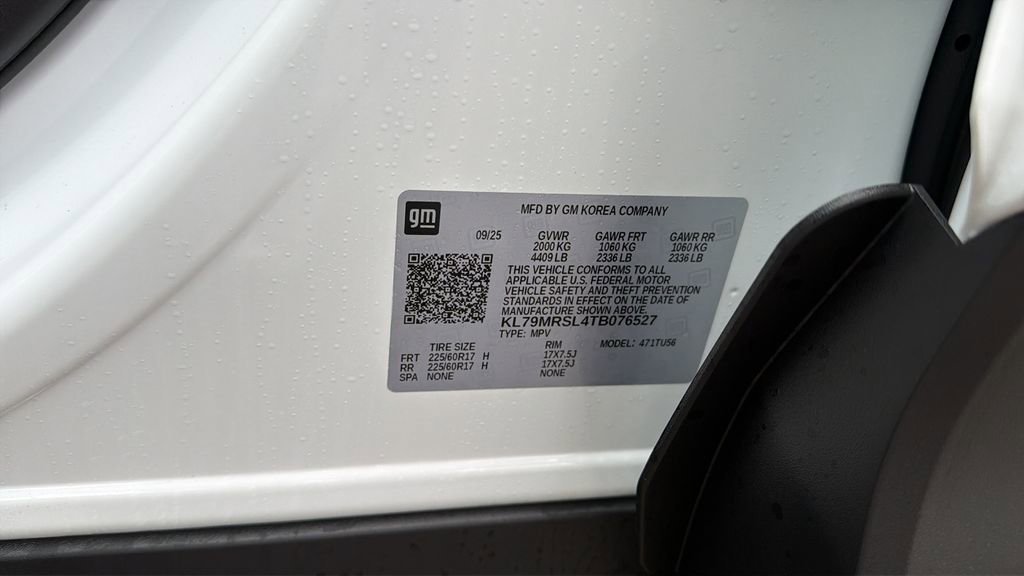 gm
MFD BY GM KOREA COMPANY
09/25 GVWR GAWR FRT GAWR RR
2000 KG 1060 KG 1060 KG
4409 LB 2336 LB 2336 LB
THIS VEHICLE CONFORMS TO ALL
APPLICABLE U.S. FEDERAL MOTOR
VEHICLE SAFETY AND THEFT PREVENTION
STANDARDS IN EFFECT ON THE DATE OF
MANUFACTURE SHOWN ABOVE.
KL79MRSL4TB076527
TYPE: MPV MODEL: 471TU56
TIRE SIZE RIM
FRT 225/60R17 H 17X7.5J
RR 225/60R17 H 17X7.5J
SPA NONE NONE